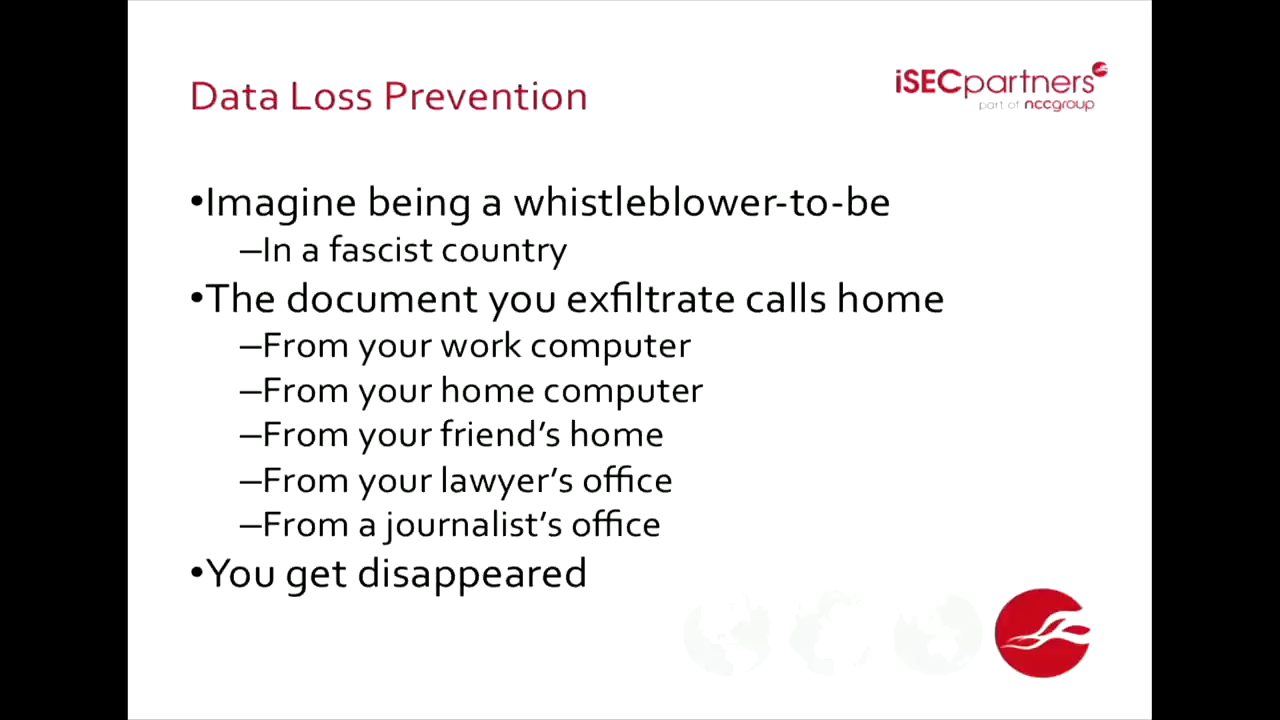 Data Loss Prevention
iSECpartners
part of nccgroup
•Imagine being a whistleblower-to-be
–In a fascist country
•The document you exfiltrate calls home
–From your work computer
–From your home computer
–From your friend’s home
–From your lawyer’s office
–From a journalist’s office
•You get disappeared